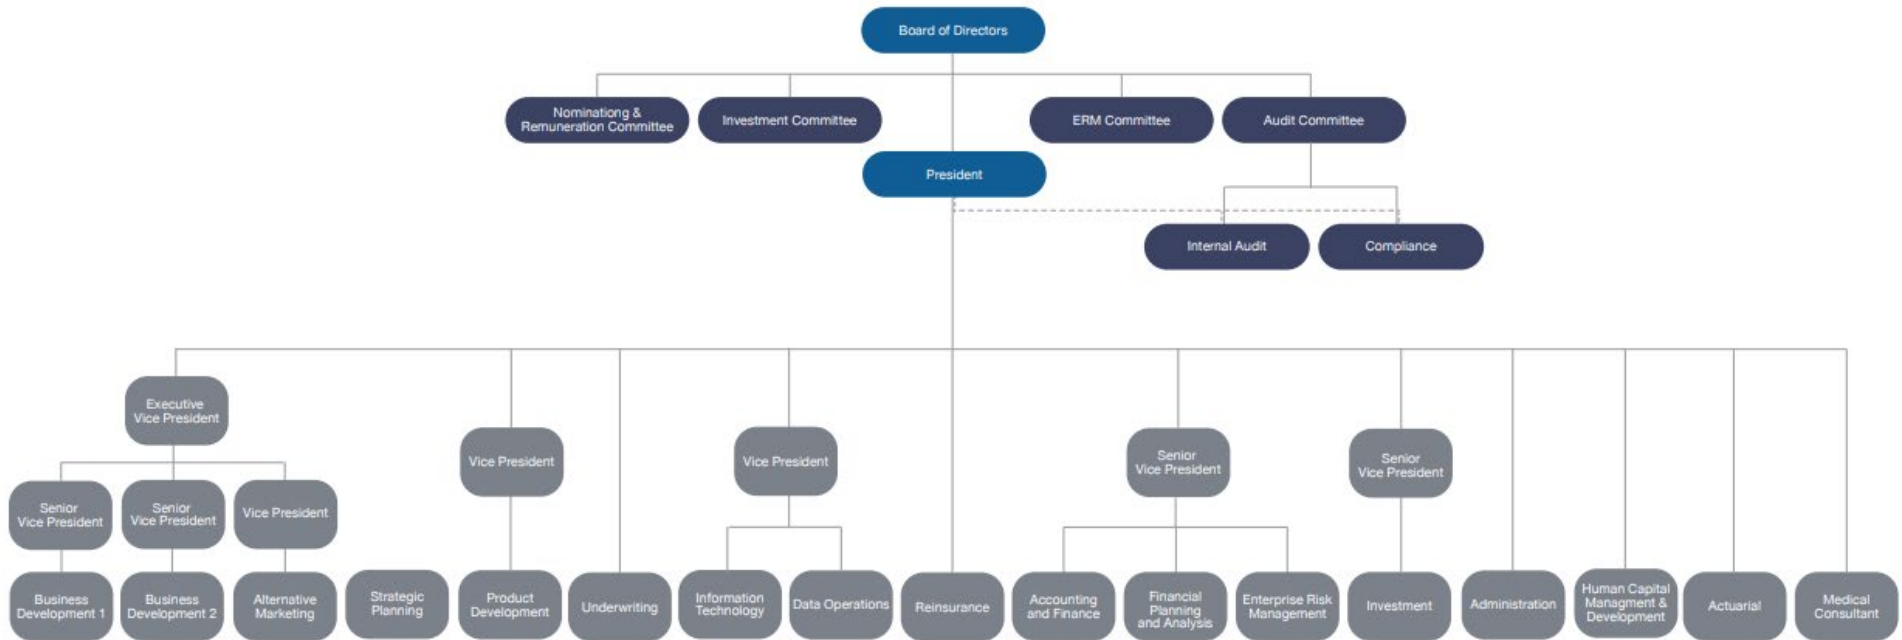 Board of Directors
Nominationg &
Remuneration Committee
Investment Committee
ERM Committee
Audit Committee
President
Internal Audit
Compliance
Executive
Vice President
Vice President
Vice President
Senior
Vice President
Senior
Vice President
Senior
Vice President
Senior
Vice President
Vice President
Business
Development 1
Business
Development 2
Alternative
Marketing
Strategic
Planning
Product
Development
Underwriting
Information
Technology
Data Operations
Reinsurance
Accounting
and Finance
Financial
Planning
and Analysis
Enterprise Risk
Management
Investment
Administration
Human Capital
Managment &
Development
Actuarial
Medical
Consultant